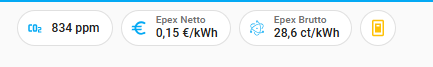 CO₂ 834 ppm
Epex Netto
0,15 €/kWh
Epex Brutto
28,6 ct/kWh